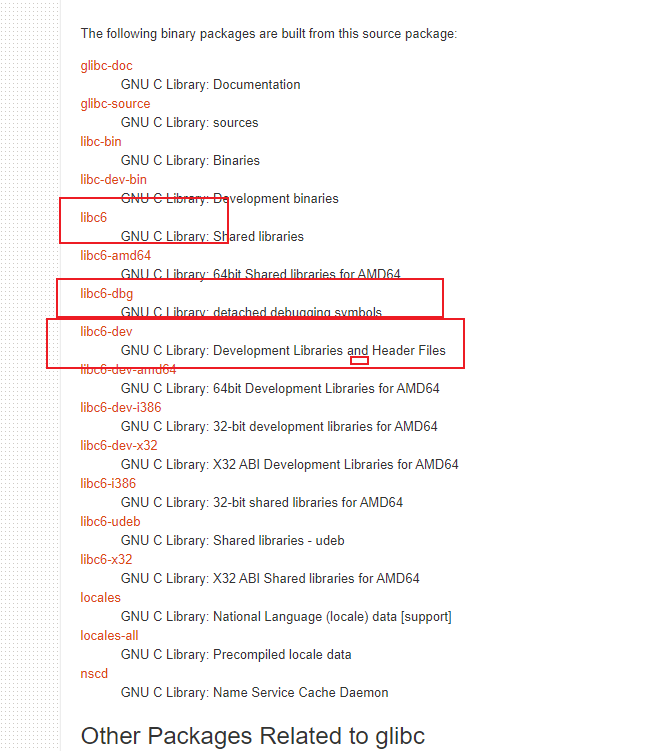 The following binary packages are built from this source package:
glibc-doc
GNU C Library: Documentation
glibc-source
GNU C Library: sources
libc-bin
GNU C Library: Binaries
libc-dev-bin
GNU C Library: Development binaries
libc6
GNU C Library: Shared libraries
libc6-amd64
GNU C Library: 64bit Shared libraries for AMD64
libc6-dbg
GNU C Library: detached debugging symbols
libc6-dev
GNU C Library: Development Libraries and Header Files
libc6-dev-amd64
GNU C Library: 64bit Development Libraries for AMD64
libc6-dev-i386
GNU C Library: 32-bit development libraries for AMD64
libc6-dev-x32
GNU C Library: X32 ABI Development Libraries for AMD64
libc6-i386
GNU C Library: 32-bit shared libraries for AMD64
libc6-udeb
GNU C Library: Shared libraries - udeb
libc6-x32
GNU C Library: X32 ABI Shared libraries for AMD64
locales
GNU C Library: National Language (locale) data [support]
locales-all
GNU C Library: Precompiled locale data
nscd
GNU C Library: Name Service Cache Daemon
Other Packages Related to glibc